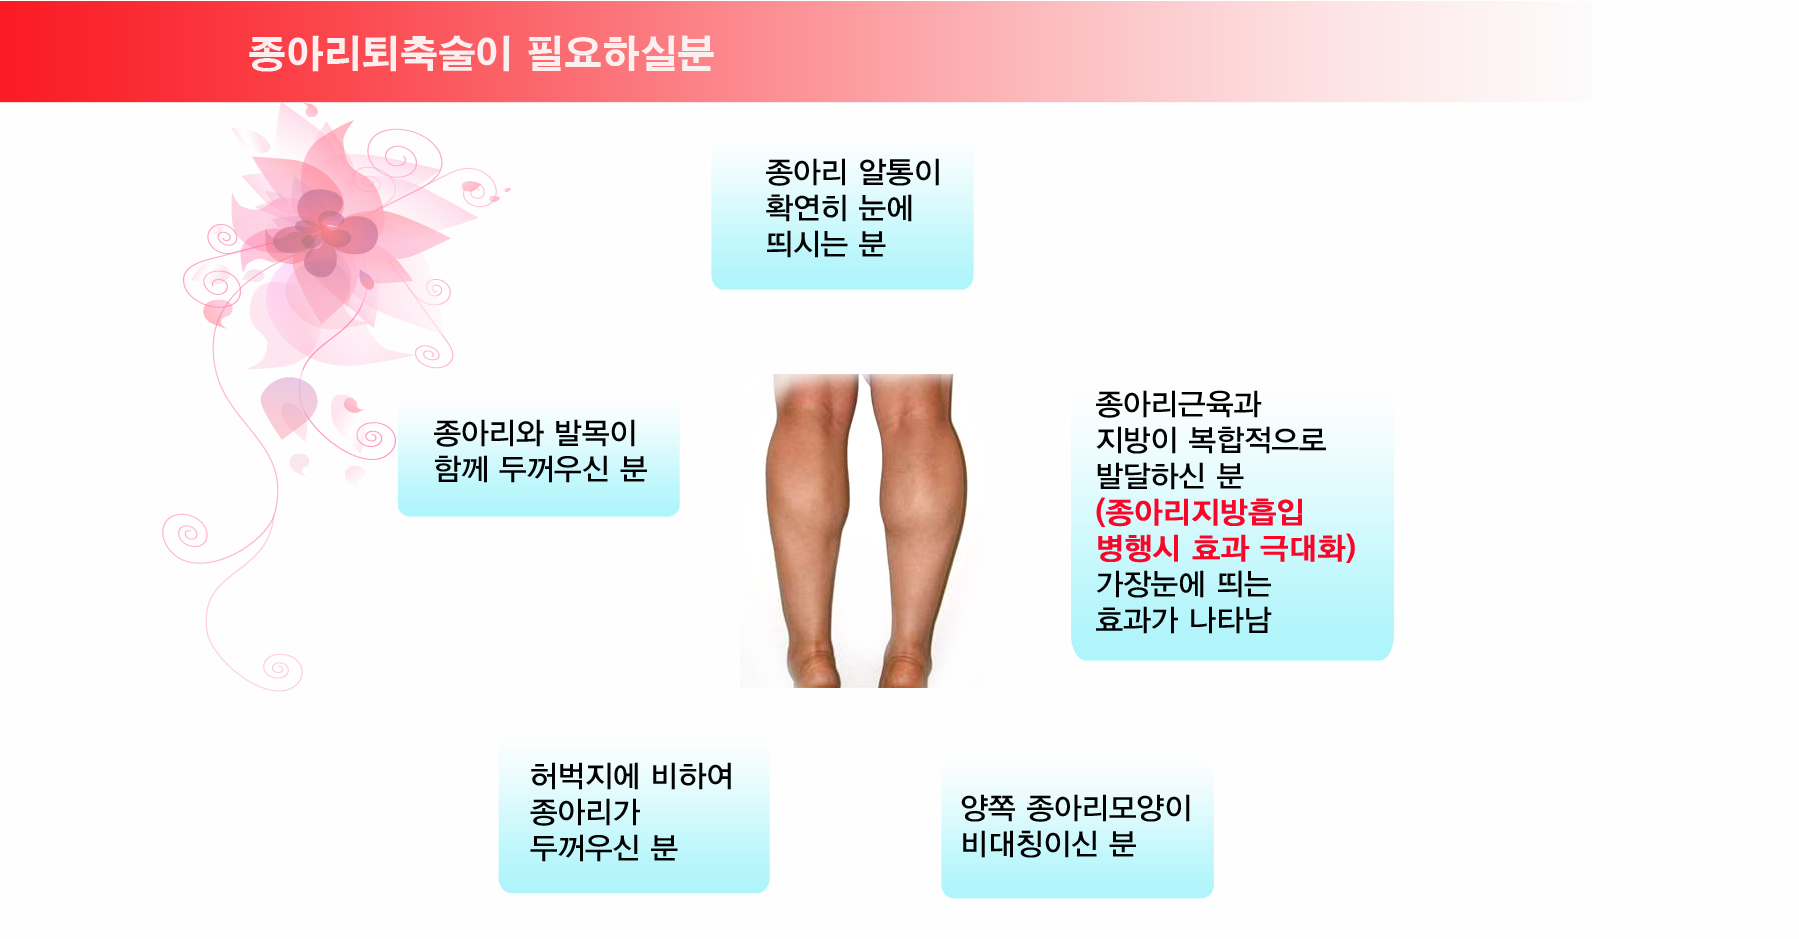 종아리퇴축술이 필요하실분
종아리 알통이
확연히 눈에
띄시는 분
종아리와 발목이
함께 두꺼우신 분
종아리근육과
지방이 복합적으로
발달하신 분
(종아리지방흡입
병행시 효과 극대화)
가장눈에 띄는
효과가 나타남
허벅지에 비하여
종아리가
두꺼우신 분
양쪽 종아리모양이
비대칭이신 분